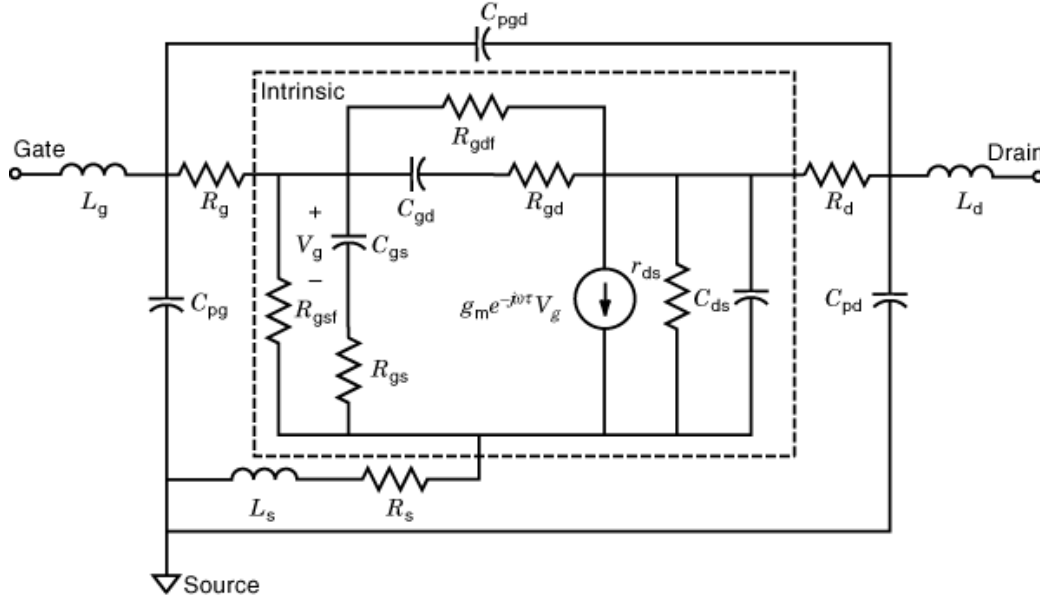 C_pgd
Intrinsic
R_gdf
Gate
Drain
L_g
R_g
C_gd
R_gd
R_d
L_d
+
V_g
C_gs
−
r_ds
C_pg
R_gsf
g_m e^{-jωτ} V_g
C_ds
C_pd
R_gs
L_s
R_s
Source